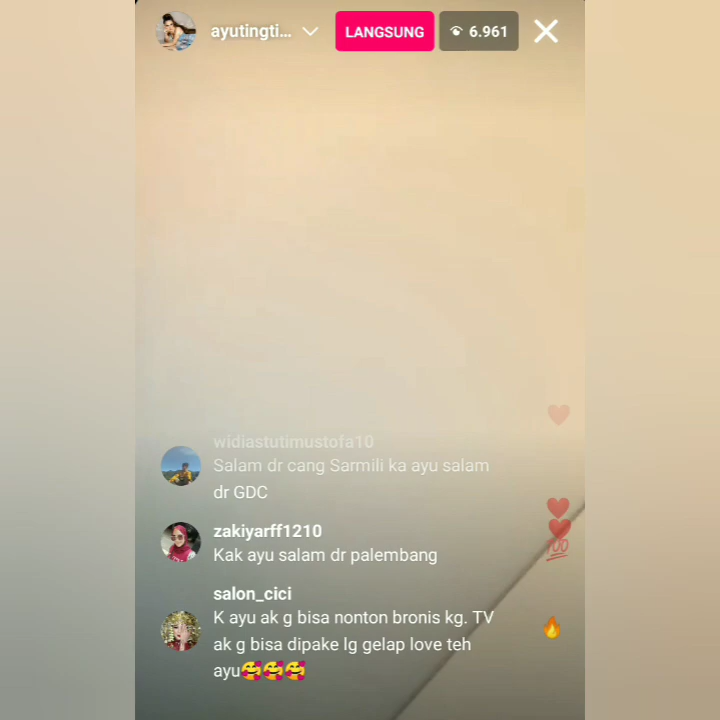 ayutingti...
LANGSUNG
6.961
widiastutimustofa10
Salam dr cang Sarmili ka ayu salam
dr GDC
zakiyarff1210
Kak ayu salam dr palembang
salon_cici
K ayu ak g bisa nonton bronis kg. TV
ak g bisa dipake lg gelap love teh
ayu🥰🥰🥰
💯